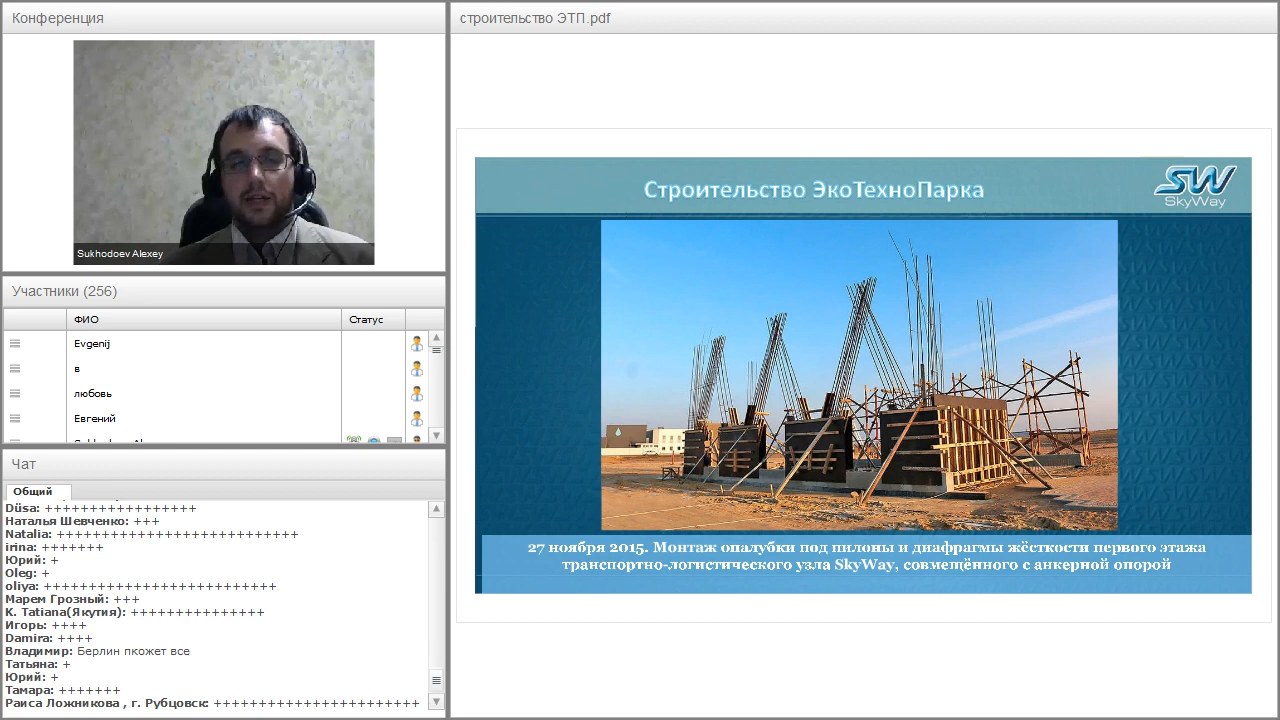 Конференция
Sukhodoev Alexey
Участники (256)
ФИО
Статус
Evgenij
в
любовь
Евгений
Чат
Общий
Düsa: +++++++++++++++++
Наталья Шевченко: +++
Natalia: ++++++++++++++++++++++++++
irina: +++++++
Юрий: +
Oleg: +
oliya: ++++++++++++++++++++++++++
Марем Грозный: +++
K. Tatiana(Якутия): +++++++++++++++
Игорь: ++++
Damira: ++++
Владимир: Берлин пкожет все
Татьяна: +
Юрий: +
Тамара: +++++++
Раиса Ложникова , г. Рубцовск: +++++++++++++++++++++++
строительство ЭТП.pdf
Строительство ЭкоТехноПарка
SW
SkyWay
27 ноября 2015. Монтаж опалубки под пилоны и диафрагмы жёсткости первого этажа
транспортно-логистического узла SkyWay, совмещённого с анкерной опорой